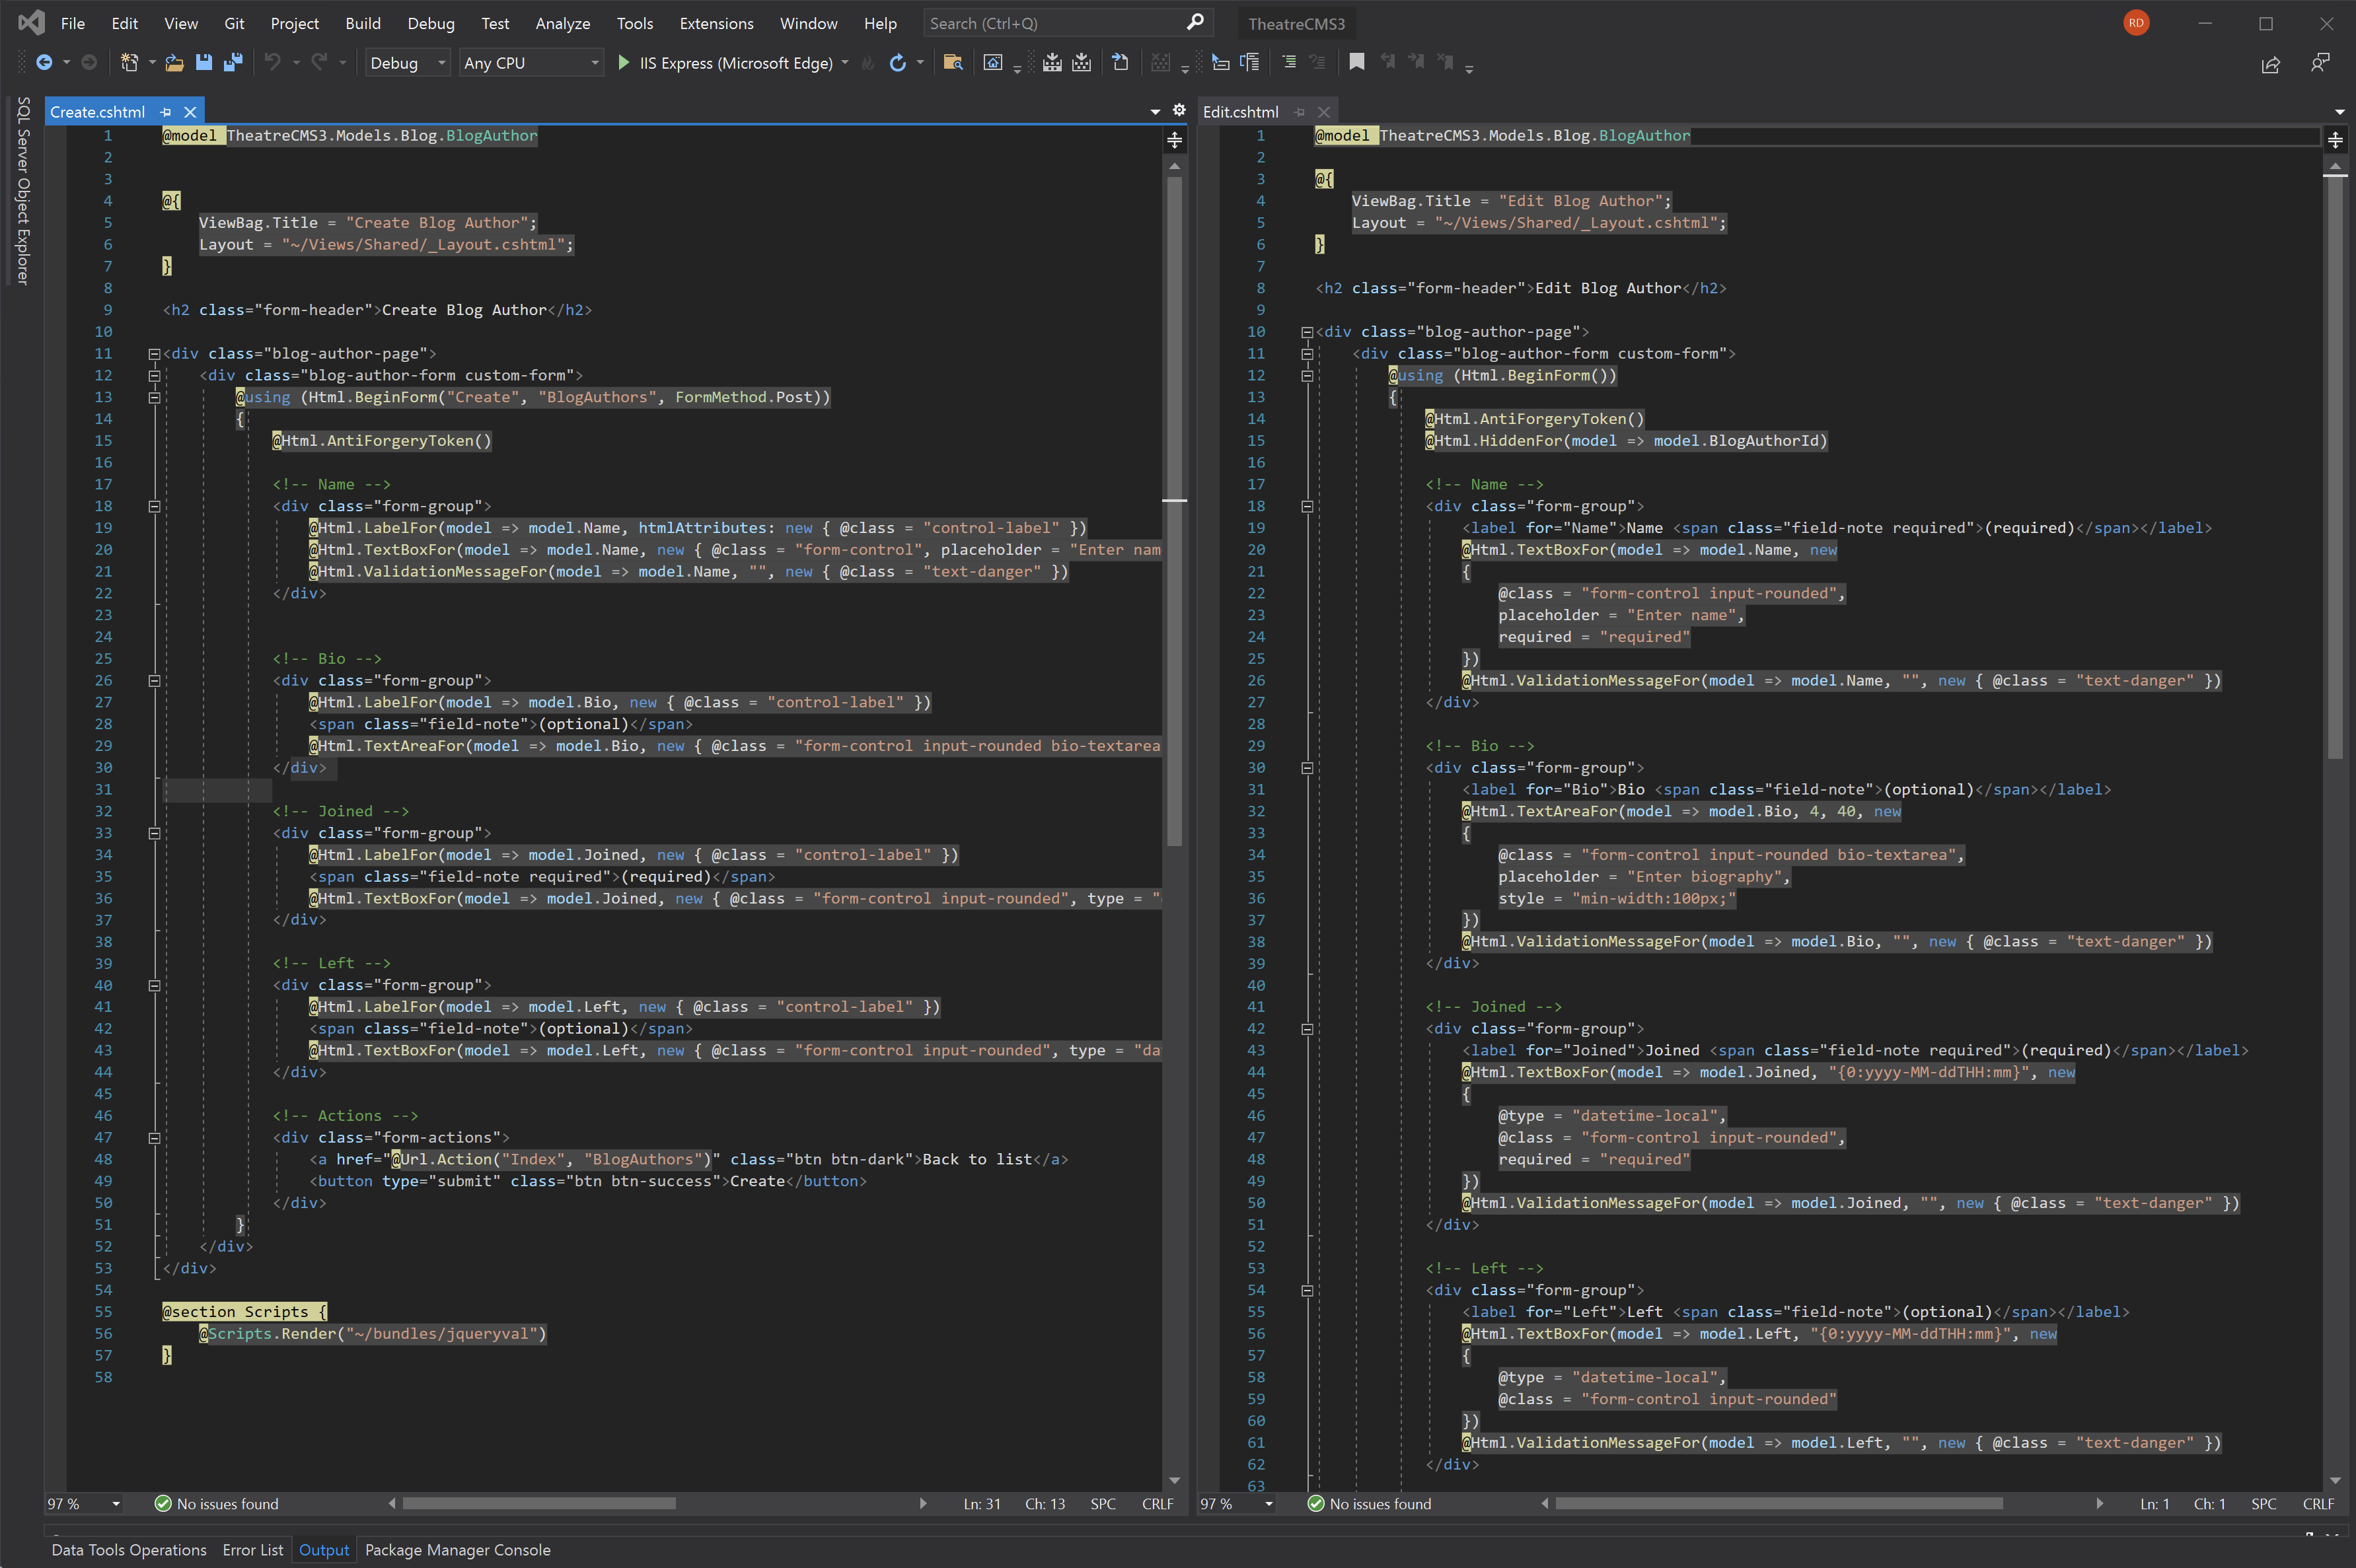 File Edit View Git Project Build Debug Test Analyze Tools Extensions Window Help Search (Ctrl+Q) TheatreCMS3 RD
Debug Any CPU IIS Express (Microsoft Edge)
SQL Server Object Explorer
Create.cshtml
1 @model TheatreCMS3.Models.Blog.BlogAuthor
2
3
4 @{
5 ViewBag.Title = "Create Blog Author";
6 Layout = "~/Views/Shared/_Layout.cshtml";
7 }
8
9 <h2 class="form-header">Create Blog Author</h2>
10
11 <div class="blog-author-page">
12 <div class="blog-author-form custom-form">
13 @using (Html.BeginForm("Create", "BlogAuthors", FormMethod.Post))
14 {
15 @Html.AntiForgeryToken()
16
17 <!-- Name -->
18 <div class="form-group">
19 @Html.LabelFor(model => model.Name, htmlAttributes: new { @class = "control-label" })
20 @Html.TextBoxFor(model => model.Name, new { @class = "form-control", placeholder = "Enter nam
21 @Html.ValidationMessageFor(model => model.Name, "", new { @class = "text-danger" })
22 </div>
23
24
25 <!-- Bio -->
26 <div class="form-group">
27 @Html.LabelFor(model => model.Bio, new { @class = "control-label" })
28 <span class="field-note">(optional)</span>
29 @Html.TextAreaFor(model => model.Bio, new { @class = "form-control input-rounded bio-textarea
30 </div>
31
32 <!-- Joined -->
33 <div class="form-group">
34 @Html.LabelFor(model => model.Joined, new { @class = "control-label" })
35 <span class="field-note required">(required)</span>
36 @Html.TextBoxFor(model => model.Joined, new { @class = "form-control input-rounded", type = "
37 </div>
38
39 <!-- Left -->
40 <div class="form-group">
41 @Html.LabelFor(model => model.Left, new { @class = "control-label" })
42 <span class="field-note">(optional)</span>
43 @Html.TextBoxFor(model => model.Left, new { @class = "form-control input-rounded", type = "da
44 </div>
45
46 <!-- Actions -->
47 <div class="form-actions">
48 <a href="@Url.Action("Index", "BlogAuthors")" class="btn btn-dark">Back to list</a>
49 <button type="submit" class="btn btn-success">Create</button>
50 </div>
51 }
52 </div>
53 </div>
54
55 @section Scripts {
56 @Scripts.Render("~/bundles/jqueryval")
57 }
58
97 % No issues found Ln: 31 Ch: 13 SPC CRLF
Edit.cshtml
1 @model TheatreCMS3.Models.Blog.BlogAuthor
2
3 @{
4 ViewBag.Title = "Edit Blog Author";
5 Layout = "~/Views/Shared/_Layout.cshtml";
6 }
7
8 <h2 class="form-header">Edit Blog Author</h2>
9
10 <div class="blog-author-page">
11 <div class="blog-author-form custom-form">
12 @using (Html.BeginForm())
13 {
14 @Html.AntiForgeryToken()
15 @Html.HiddenFor(model => model.BlogAuthorId)
16
17 <!-- Name -->
18 <div class="form-group">
19 <label for="Name">Name <span class="field-note required">(required)</span></label>
20 @Html.TextBoxFor(model => model.Name, new
21 {
22 @class = "form-control input-rounded",
23 placeholder = "Enter name",
24 required = "required"
25 })
26 @Html.ValidationMessageFor(model => model.Name, "", new { @class = "text-danger" })
27 </div>
28
29 <!-- Bio -->
30 <div class="form-group">
31 <label for="Bio">Bio <span class="field-note">(optional)</span></label>
32 @Html.TextAreaFor(model => model.Bio, 4, 40, new
33 {
34 @class = "form-control input-rounded bio-textarea",
35 placeholder = "Enter biography",
36 style = "min-width:100px;"
37 })
38 @Html.ValidationMessageFor(model => model.Bio, "", new { @class = "text-danger" })
39 </div>
40
41 <!-- Joined -->
42 <div class="form-group">
43 <label for="Joined">Joined <span class="field-note required">(required)</span></label>
44 @Html.TextBoxFor(model => model.Joined, "{0:yyyy-MM-ddTHH:mm}", new
45 {
46 @type = "datetime-local",
47 @class = "form-control input-rounded",
48 required = "required"
49 })
50 @Html.ValidationMessageFor(model => model.Joined, "", new { @class = "text-danger" })
51 </div>
52
53 <!-- Left -->
54 <div class="form-group">
55 <label for="Left">Left <span class="field-note">(optional)</span></label>
56 @Html.TextBoxFor(model => model.Left, "{0:yyyy-MM-ddTHH:mm}", new
57 {
58 @type = "datetime-local",
59 @class = "form-control input-rounded"
60 })
61 @Html.ValidationMessageFor(model => model.Left, "", new { @class = "text-danger" })
62 </div>
63
97 % No issues found Ln: 1 Ch: 1 SPC CRLF
Data Tools Operations Error List Output Package Manager Console